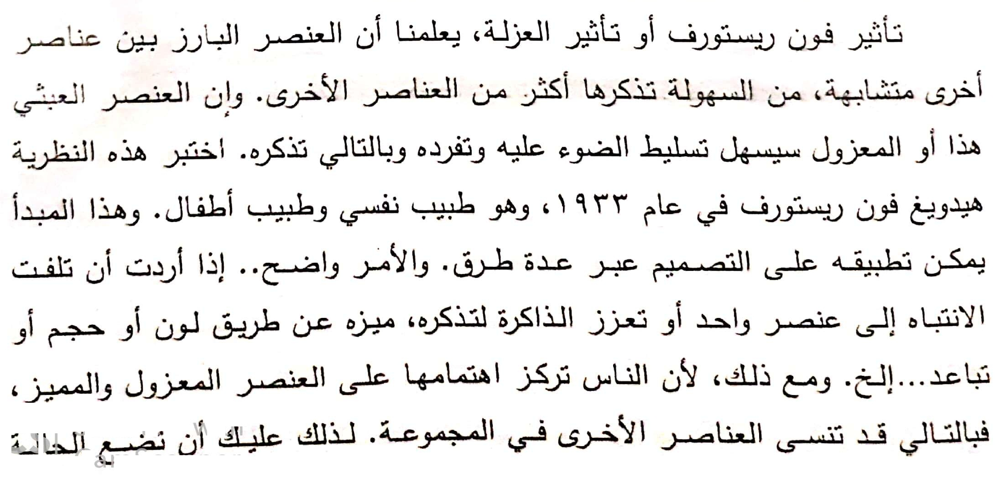 تأثير فون ريستورف أو تأثير العزلة، يعلمنا أن العنصر البارز بين عناصر
أخرى متشابهة، من السهولة تذكرها أكثر من العناصر الأخرى. وإن العنصر العبثي
هذا أو المعزول سيسهل تسليط الضوء عليه وتفرده وبالتالي تذكره. اختبر هذه النظرية
هيدويغ فون ريستورف في عام ١٩٣٣، وهو طبيب نفسي وطبيب أطفال. وهذا المبدأ
يمكن تطبيقه على التصميم عبر عدة طرق. والأمر واضح.. إذا أردت أن تلفت
الانتباه إلى عنصر واحد أو تعزز الذاكرة لتذكره، ميزه عن طريق لون أو حجم أو
تباعد...إلخ. ومع ذلك، لأن الناس تركز اهتمامها على العنصر المعزول والمميز،
فبالتالي قد تنسى العناصر الأخرى في المجموعة. لذلك عليك أن تضع الحالة